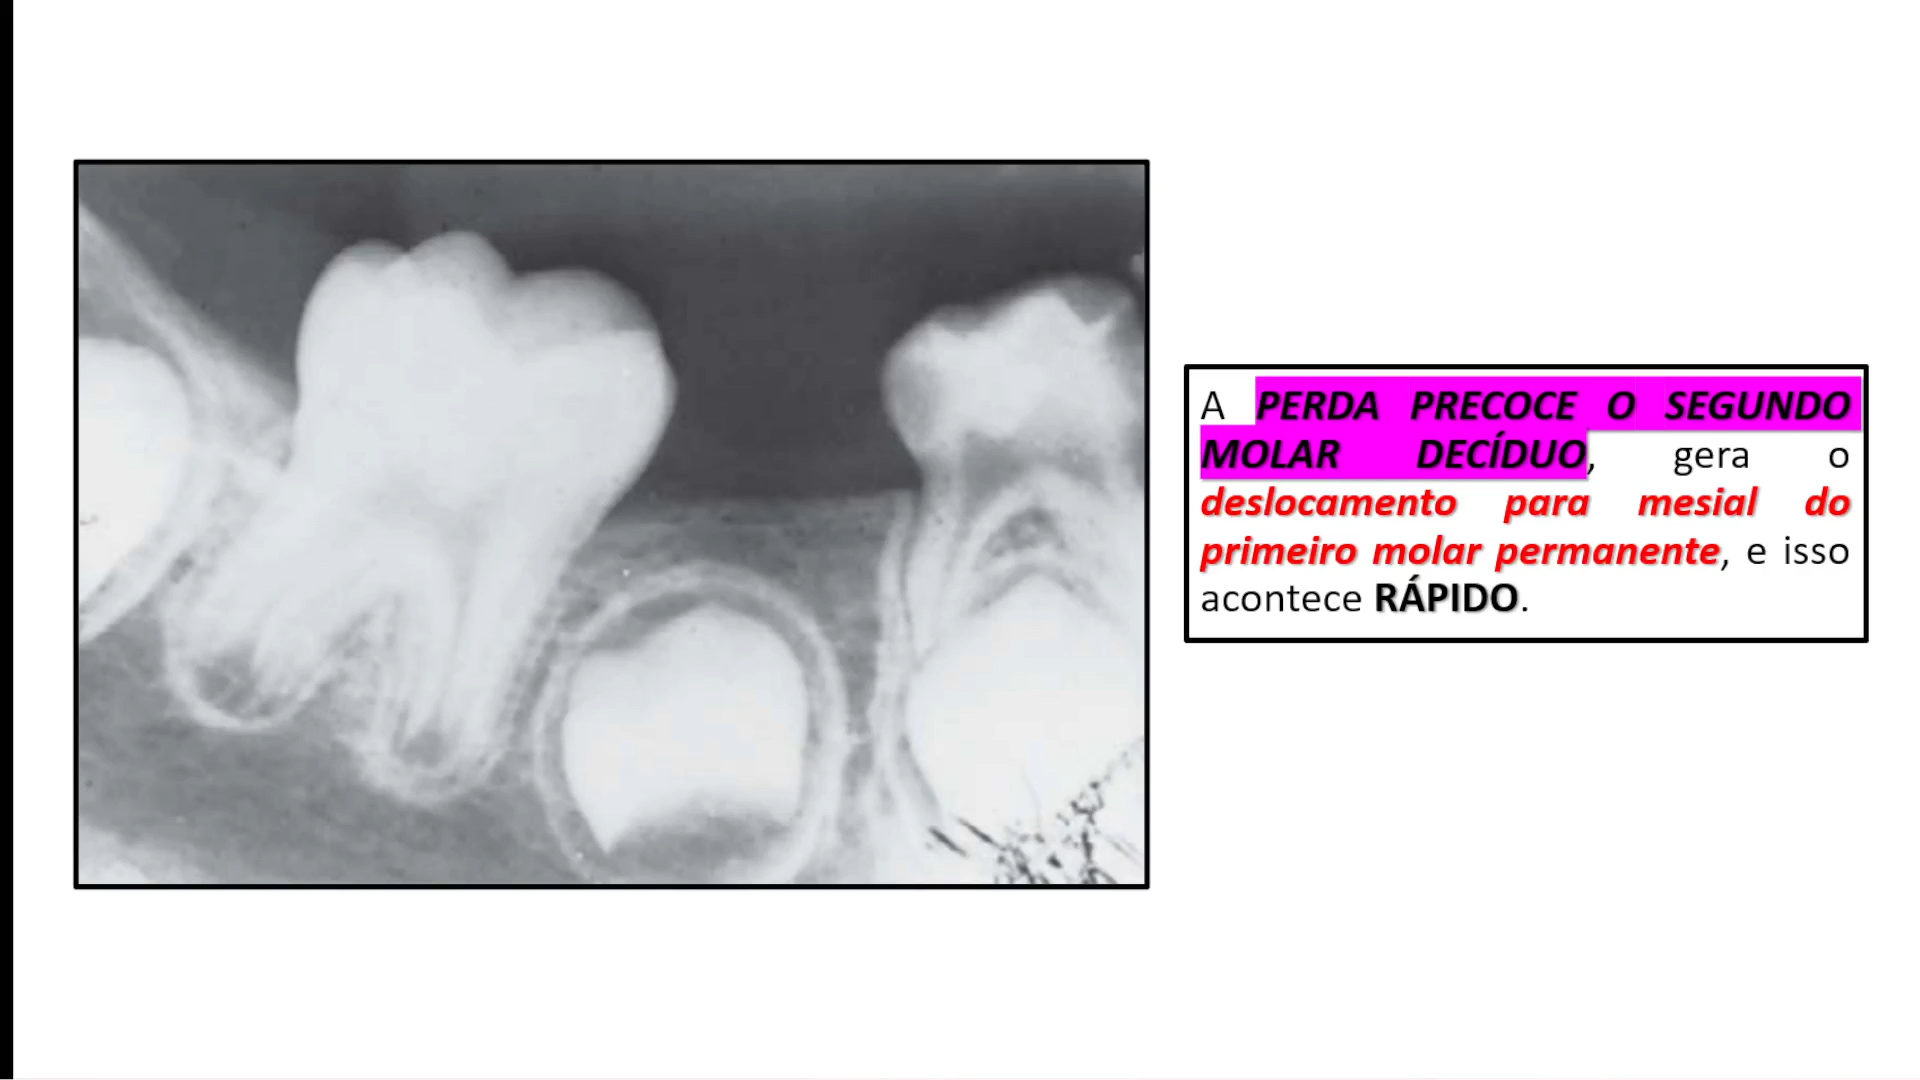 A PERDA PRECOCE O SEGUNDO
MOLAR DECÍDUO, gera o
deslocamento para mesial do
primeiro molar permanente, e isso
acontece RÁPIDO.